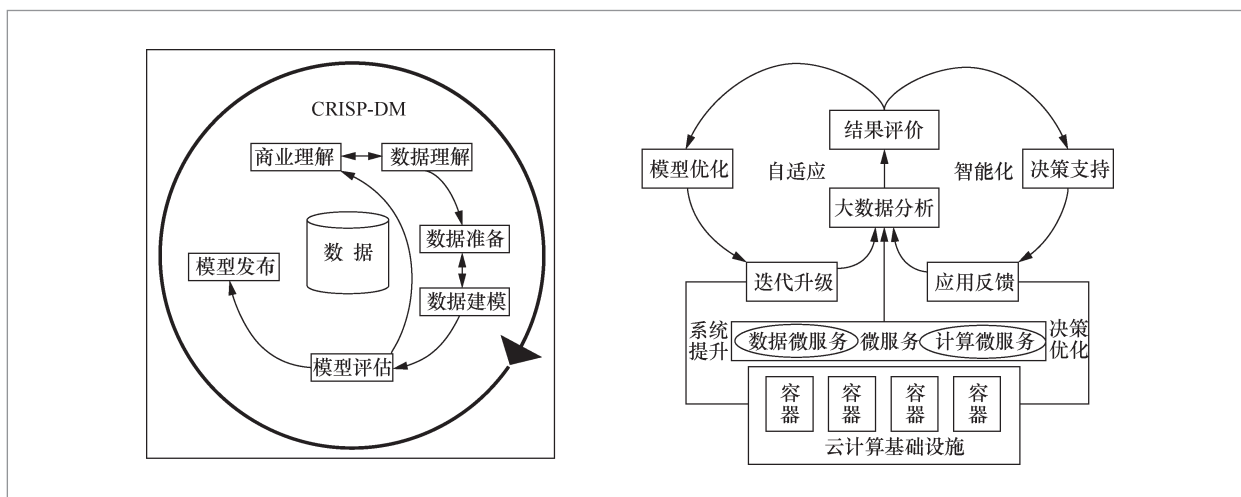 CRISP-DM
商业理解
数据理解
数据
数据准备
模型发布
数据建模
模型评估
结果评价
模型优化
自适应
智能化
决策支持
大数据分析
迭代升级
应用反馈
系统
提升
数据微服务
微服务
计算微服务
决策
优化
容
器
容
器
容
器
容
器
云计算基础设施